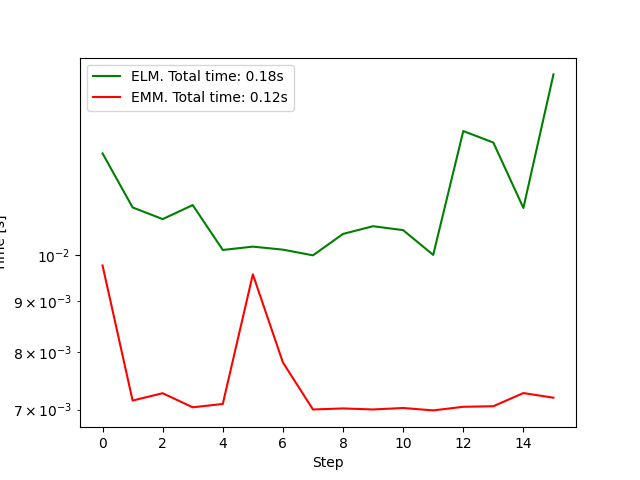 ELM. Total time: 0.18s
EMM. Total time: 0.12s
Time [s]
10⁻²
9 × 10⁻³
8 × 10⁻³
7 × 10⁻³
0 2 4 6 8 10 12 14
Step